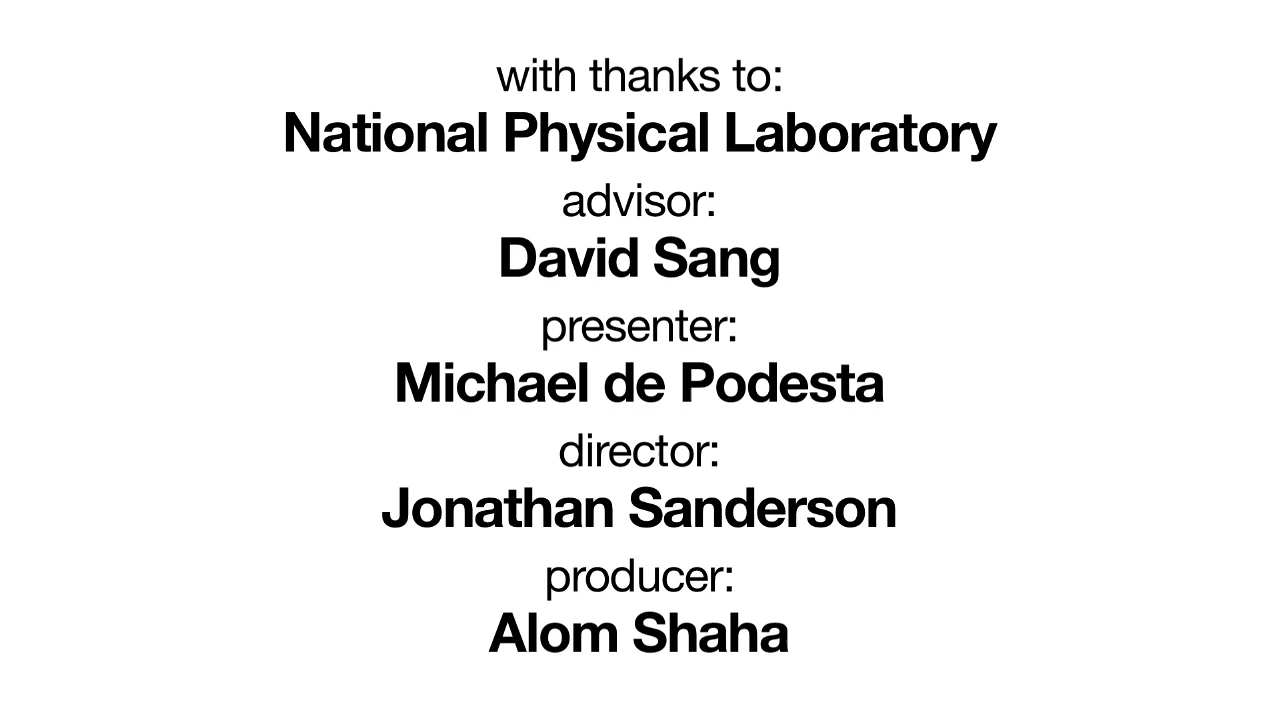 with thanks to:
National Physical Laboratory
advisor:
David Sang
presenter:
Michael de Podesta
director:
Jonathan Sanderson
producer:
Alom Shaha